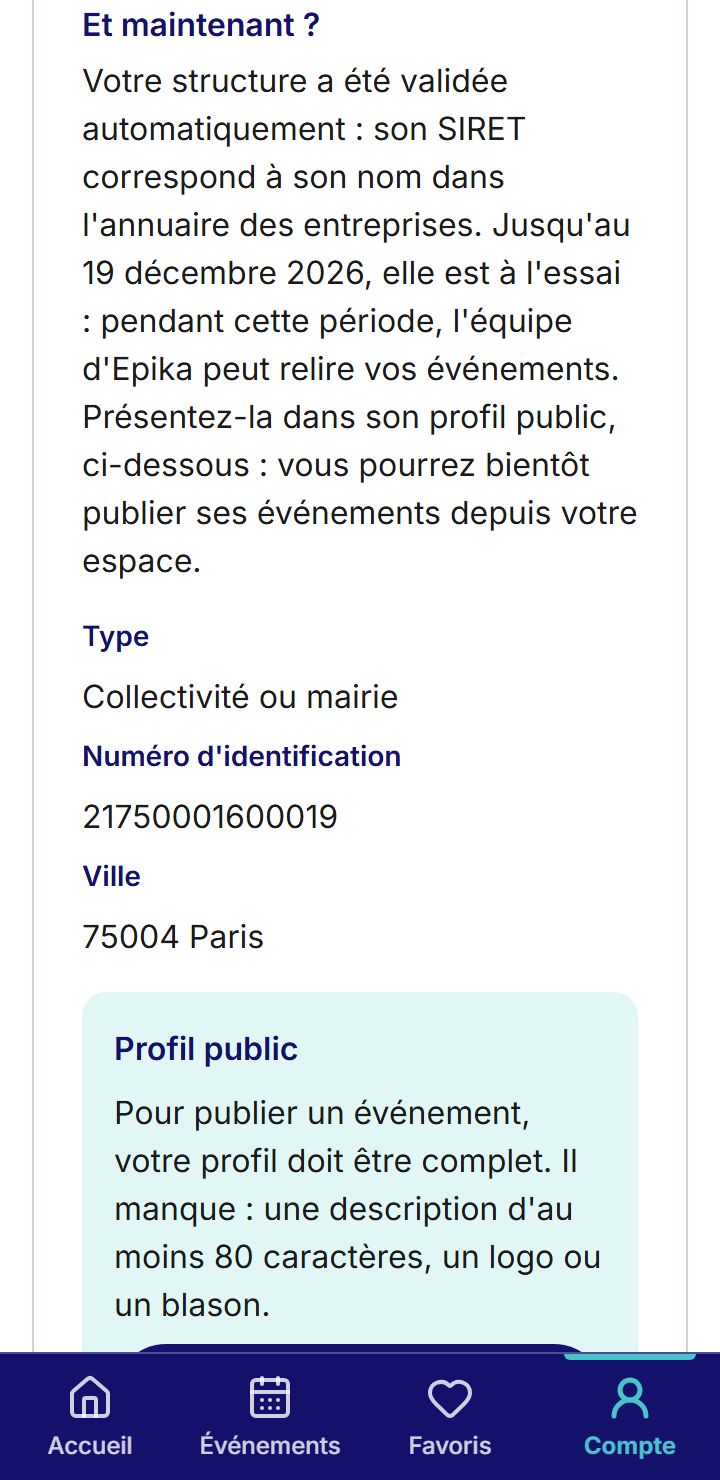 Et maintenant ?
Votre structure a été validée
automatiquement : son SIRET
correspond à son nom dans
l'annuaire des entreprises. Jusqu'au
19 décembre 2026, elle est à l'essai
: pendant cette période, l'équipe
d'Epika peut relire vos événements.
Présentez-la dans son profil public,
ci-dessous : vous pourrez bientôt
publier ses événements depuis votre
espace.
Type
Collectivité ou mairie
Numéro d'identification
21750001600019
Ville
75004 Paris
Profil public
Pour publier un événement,
votre profil doit être complet. Il
manque : une description d'au
moins 80 caractères, un logo ou
un blason.
Accueil
Événements
Favoris
Compte